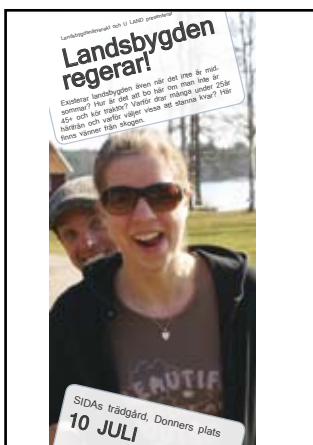 Landsbygdsnätverket och U LAND presenterar
Landsbygden
regerar!
Existerar landsbygden även när det inte är mid-
sommar? Hur är det att bo här om man inte är
45+ och kör traktor? Varför drar många under 25år
härifrån och varför väljer vissa att stanna kvar? Här
finns vänner från skogen.
BEAUTIF
SIDAs trädgård, Donners plats
10 JULI